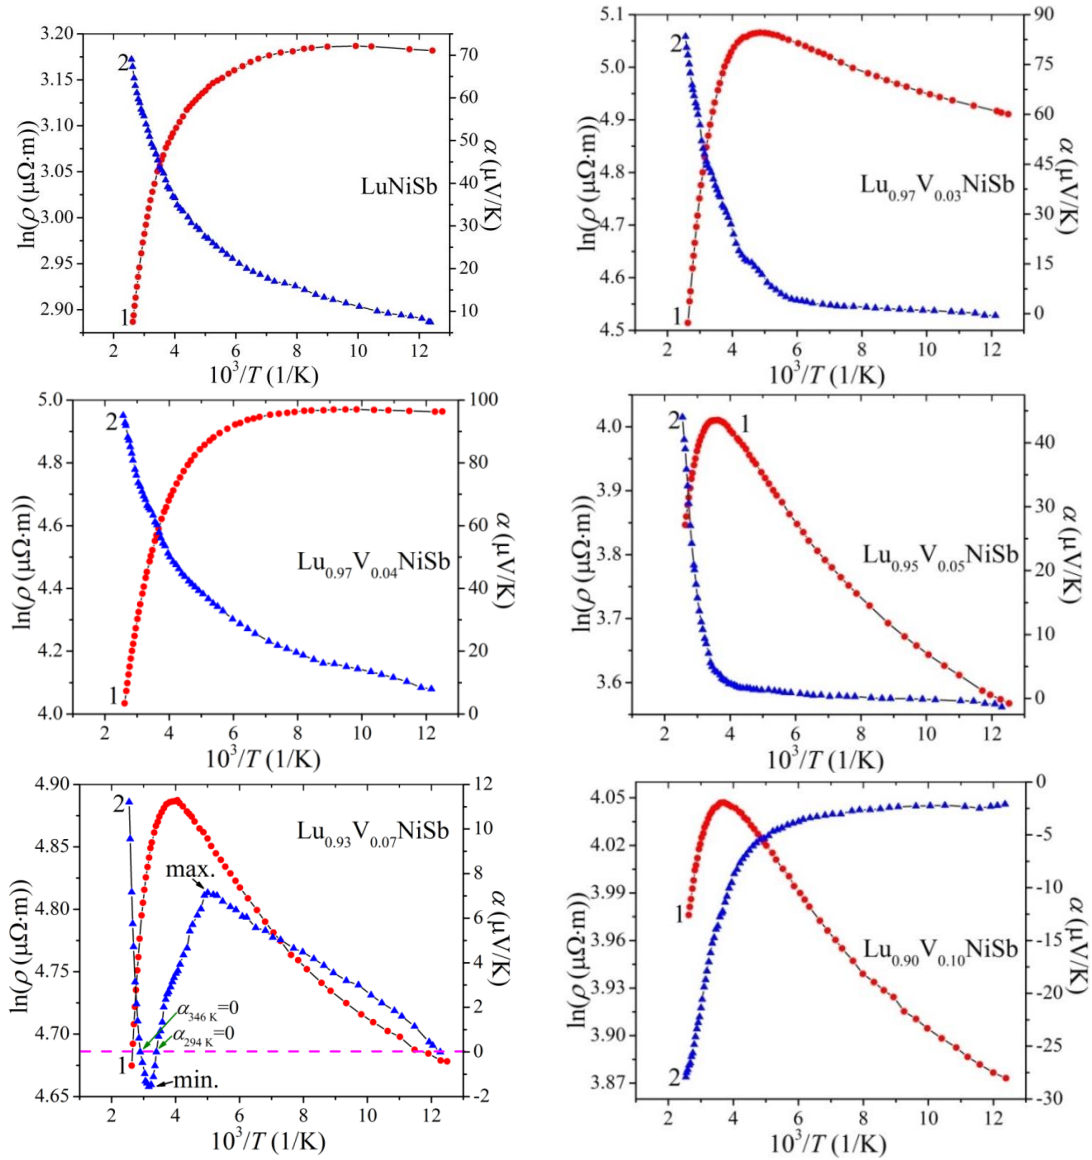 3.20
3.15
3.10
3.05
3.00
2.95
2.90
ln(ρ (μΩ·m))
2
1
LuNiSb
70
60
50
40
30
20
10
α (μV/K)
2 4 6 8 10 12
10³/T (1/K)
5.1
5.0
4.9
4.8
4.7
4.6
4.5
ln(ρ (μΩ·m))
2
1
Lu₀.₉₇V₀.₀₃NiSb
90
75
60
45
30
15
0
α (μV/K)
2 4 6 8 10 12
10³/T (1/K)
5.0
4.8
4.6
4.4
4.2
4.0
ln(ρ (μΩ·m))
2
1
Lu₀.₉₇V₀.₀₄NiSb
100
80
60
40
20
0
α (μV/K)
2 4 6 8 10 12
10³/T (1/K)
4.0
3.9
3.8
3.7
3.6
ln(ρ (μΩ·m))
2
1
Lu₀.₉₅V₀.₀₅NiSb
40
30
20
10
0
α (μV/K)
2 4 6 8 10 12
10³/T (1/K)
4.90
4.85
4.80
4.75
4.70
4.65
ln(ρ (μΩ·m))
2
Lu₀.₉₃V₀.₀₇NiSb
max.
α₃₄₆ K=0
α₂₉₄ K=0
1
min.
12
10
8
6
4
2
0
-2
α (μV/K)
2 4 6 8 10 12
10³/T (1/K)
4.05
4.02
3.99
3.96
3.93
3.90
3.87
ln(ρ (μΩ·m))
1
2
Lu₀.₉₀V₀.₁₀NiSb
0
-5
-10
-15
-20
-25
-30
α (μV/K)
2 4 6 8 10 12
10³/T (1/K)